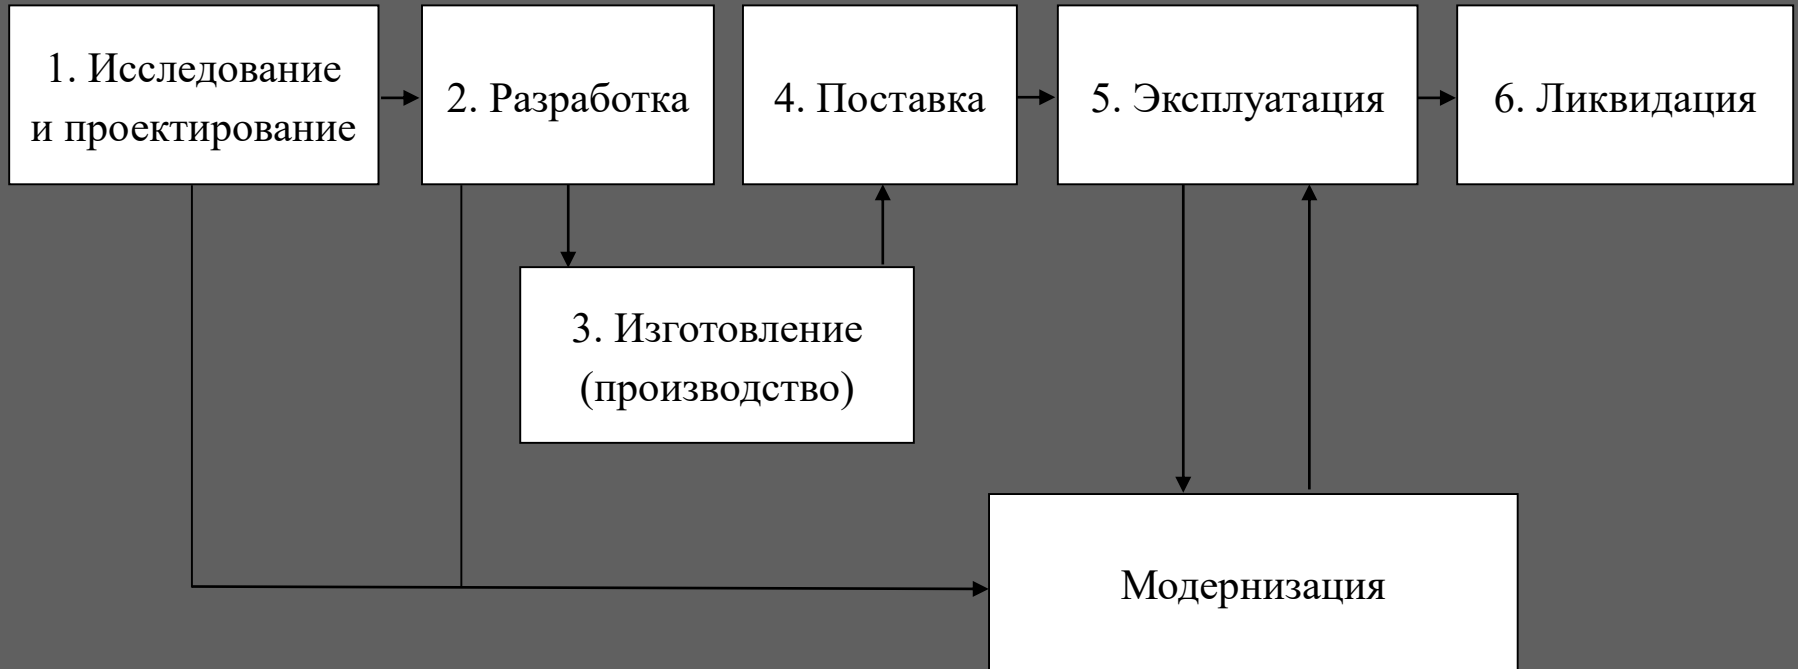 1. Исследование
и проектирование
2. Разработка
3. Изготовление
(производство)
4. Поставка
5. Эксплуатация
6. Ликвидация
Модернизация